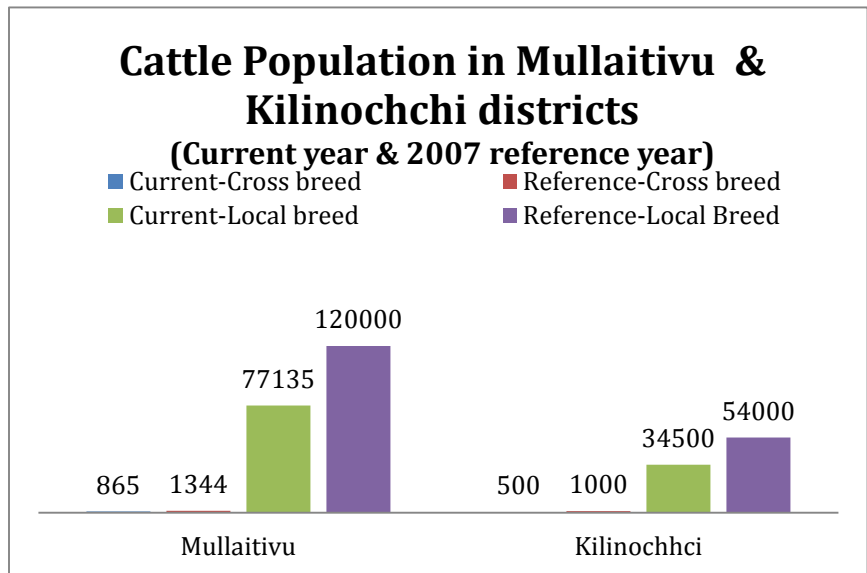 Cattle Population in Mullaitivu &
Kilinochchi districts
(Current year & 2007 reference year)
Current-Cross breed
Reference-Cross breed
Current-Local breed
Reference-Local Breed
865
1344
77135
120000
500
1000
34500
54000
Mullaitivu
Kilinochhci